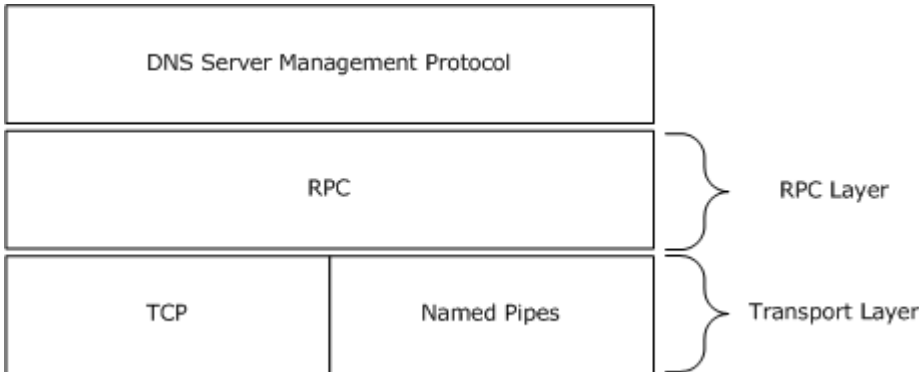 DNS Server Management Protocol
RPC
RPC Layer
TCP
Named Pipes
Transport Layer